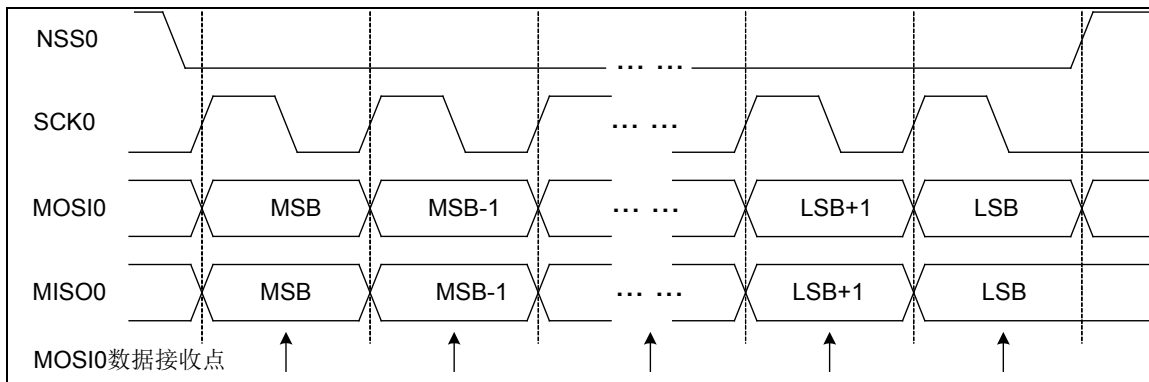 NSS0 ... ...
SCK0 ... ...
MOSI0 MSB MSB-1 ... ... LSB+1 LSB
MISO0 MSB MSB-1 ... ... LSB+1 LSB
MOSI0数据接收点